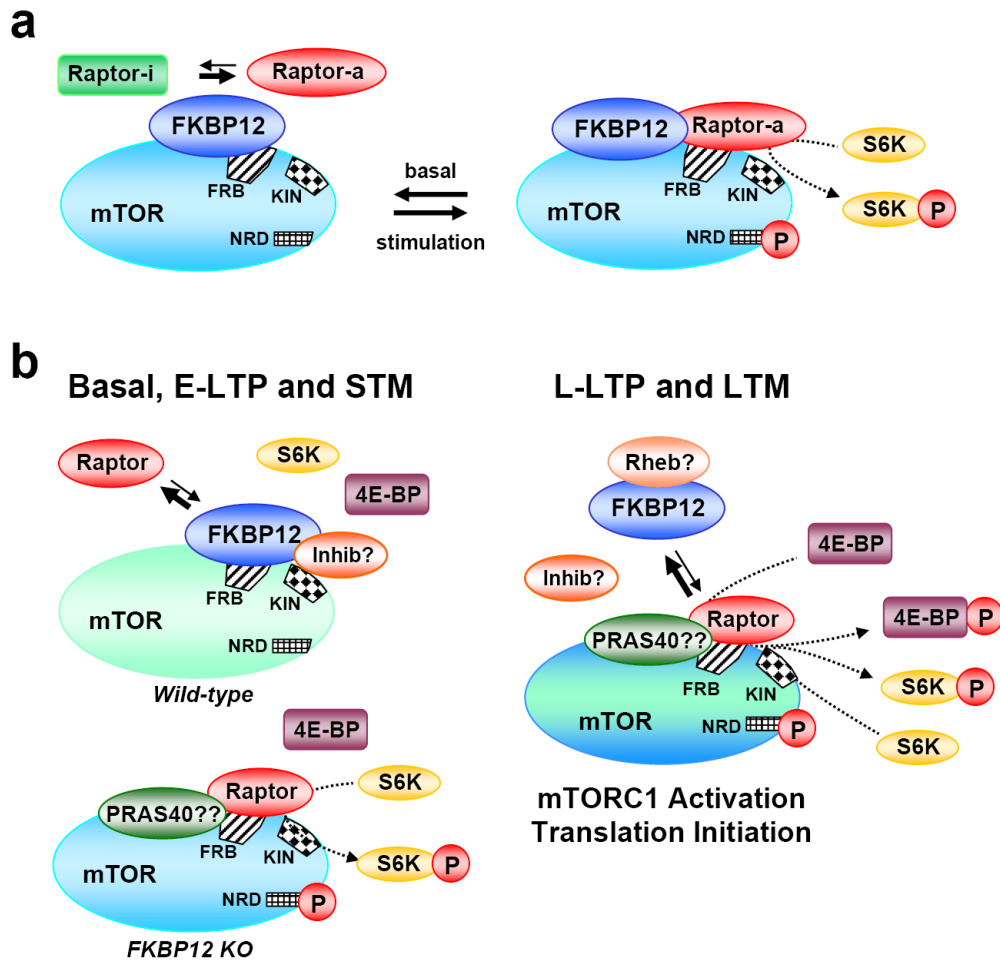 a
Raptor-i
Raptor-a
FKBP12
FRB
KIN
mTOR
NRD
basal
stimulation
FKBP12
Raptor-a
S6K
FRB
KIN
mTOR
S6K
P
NRD
P
b
Basal, E-LTP and STM
L-LTP and LTM
Raptor
S6K
4E-BP
FKBP12
Inhib?
FRB
KIN
mTOR
NRD
Wild-type
4E-BP
Raptor
S6K
PRAS40??
FRB
KIN
mTOR
S6K
P
NRD
P
FKBP12 KO
Rheb?
FKBP12
4E-BP
Inhib?
Raptor
4E-BP
P
PRAS40??
FRB
KIN
S6K
P
mTOR
NRD
P
S6K
mTORC1 Activation
Translation Initiation